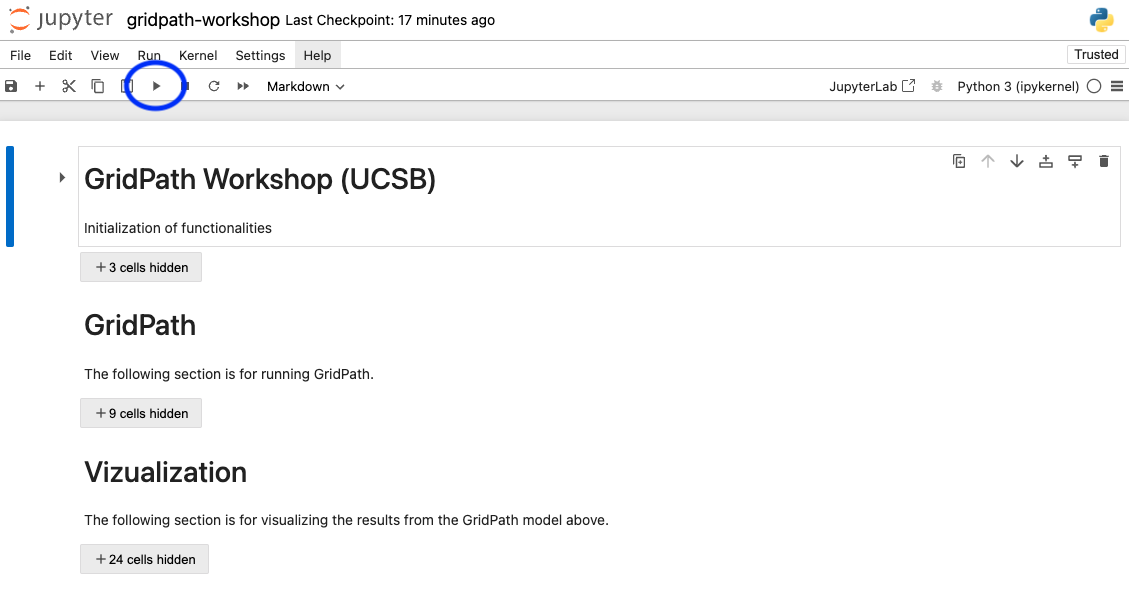 jupyter gridpath-workshop Last Checkpoint: 17 minutes ago
File Edit View Run Kernel Settings Help Trusted
Markdown JupyterLab Python 3 (ipykernel)
GridPath Workshop (UCSB)
Initialization of functionalities
+ 3 cells hidden
GridPath
The following section is for running GridPath.
+ 9 cells hidden
Vizualization
The following section is for visualizing the results from the GridPath model above.
+ 24 cells hidden